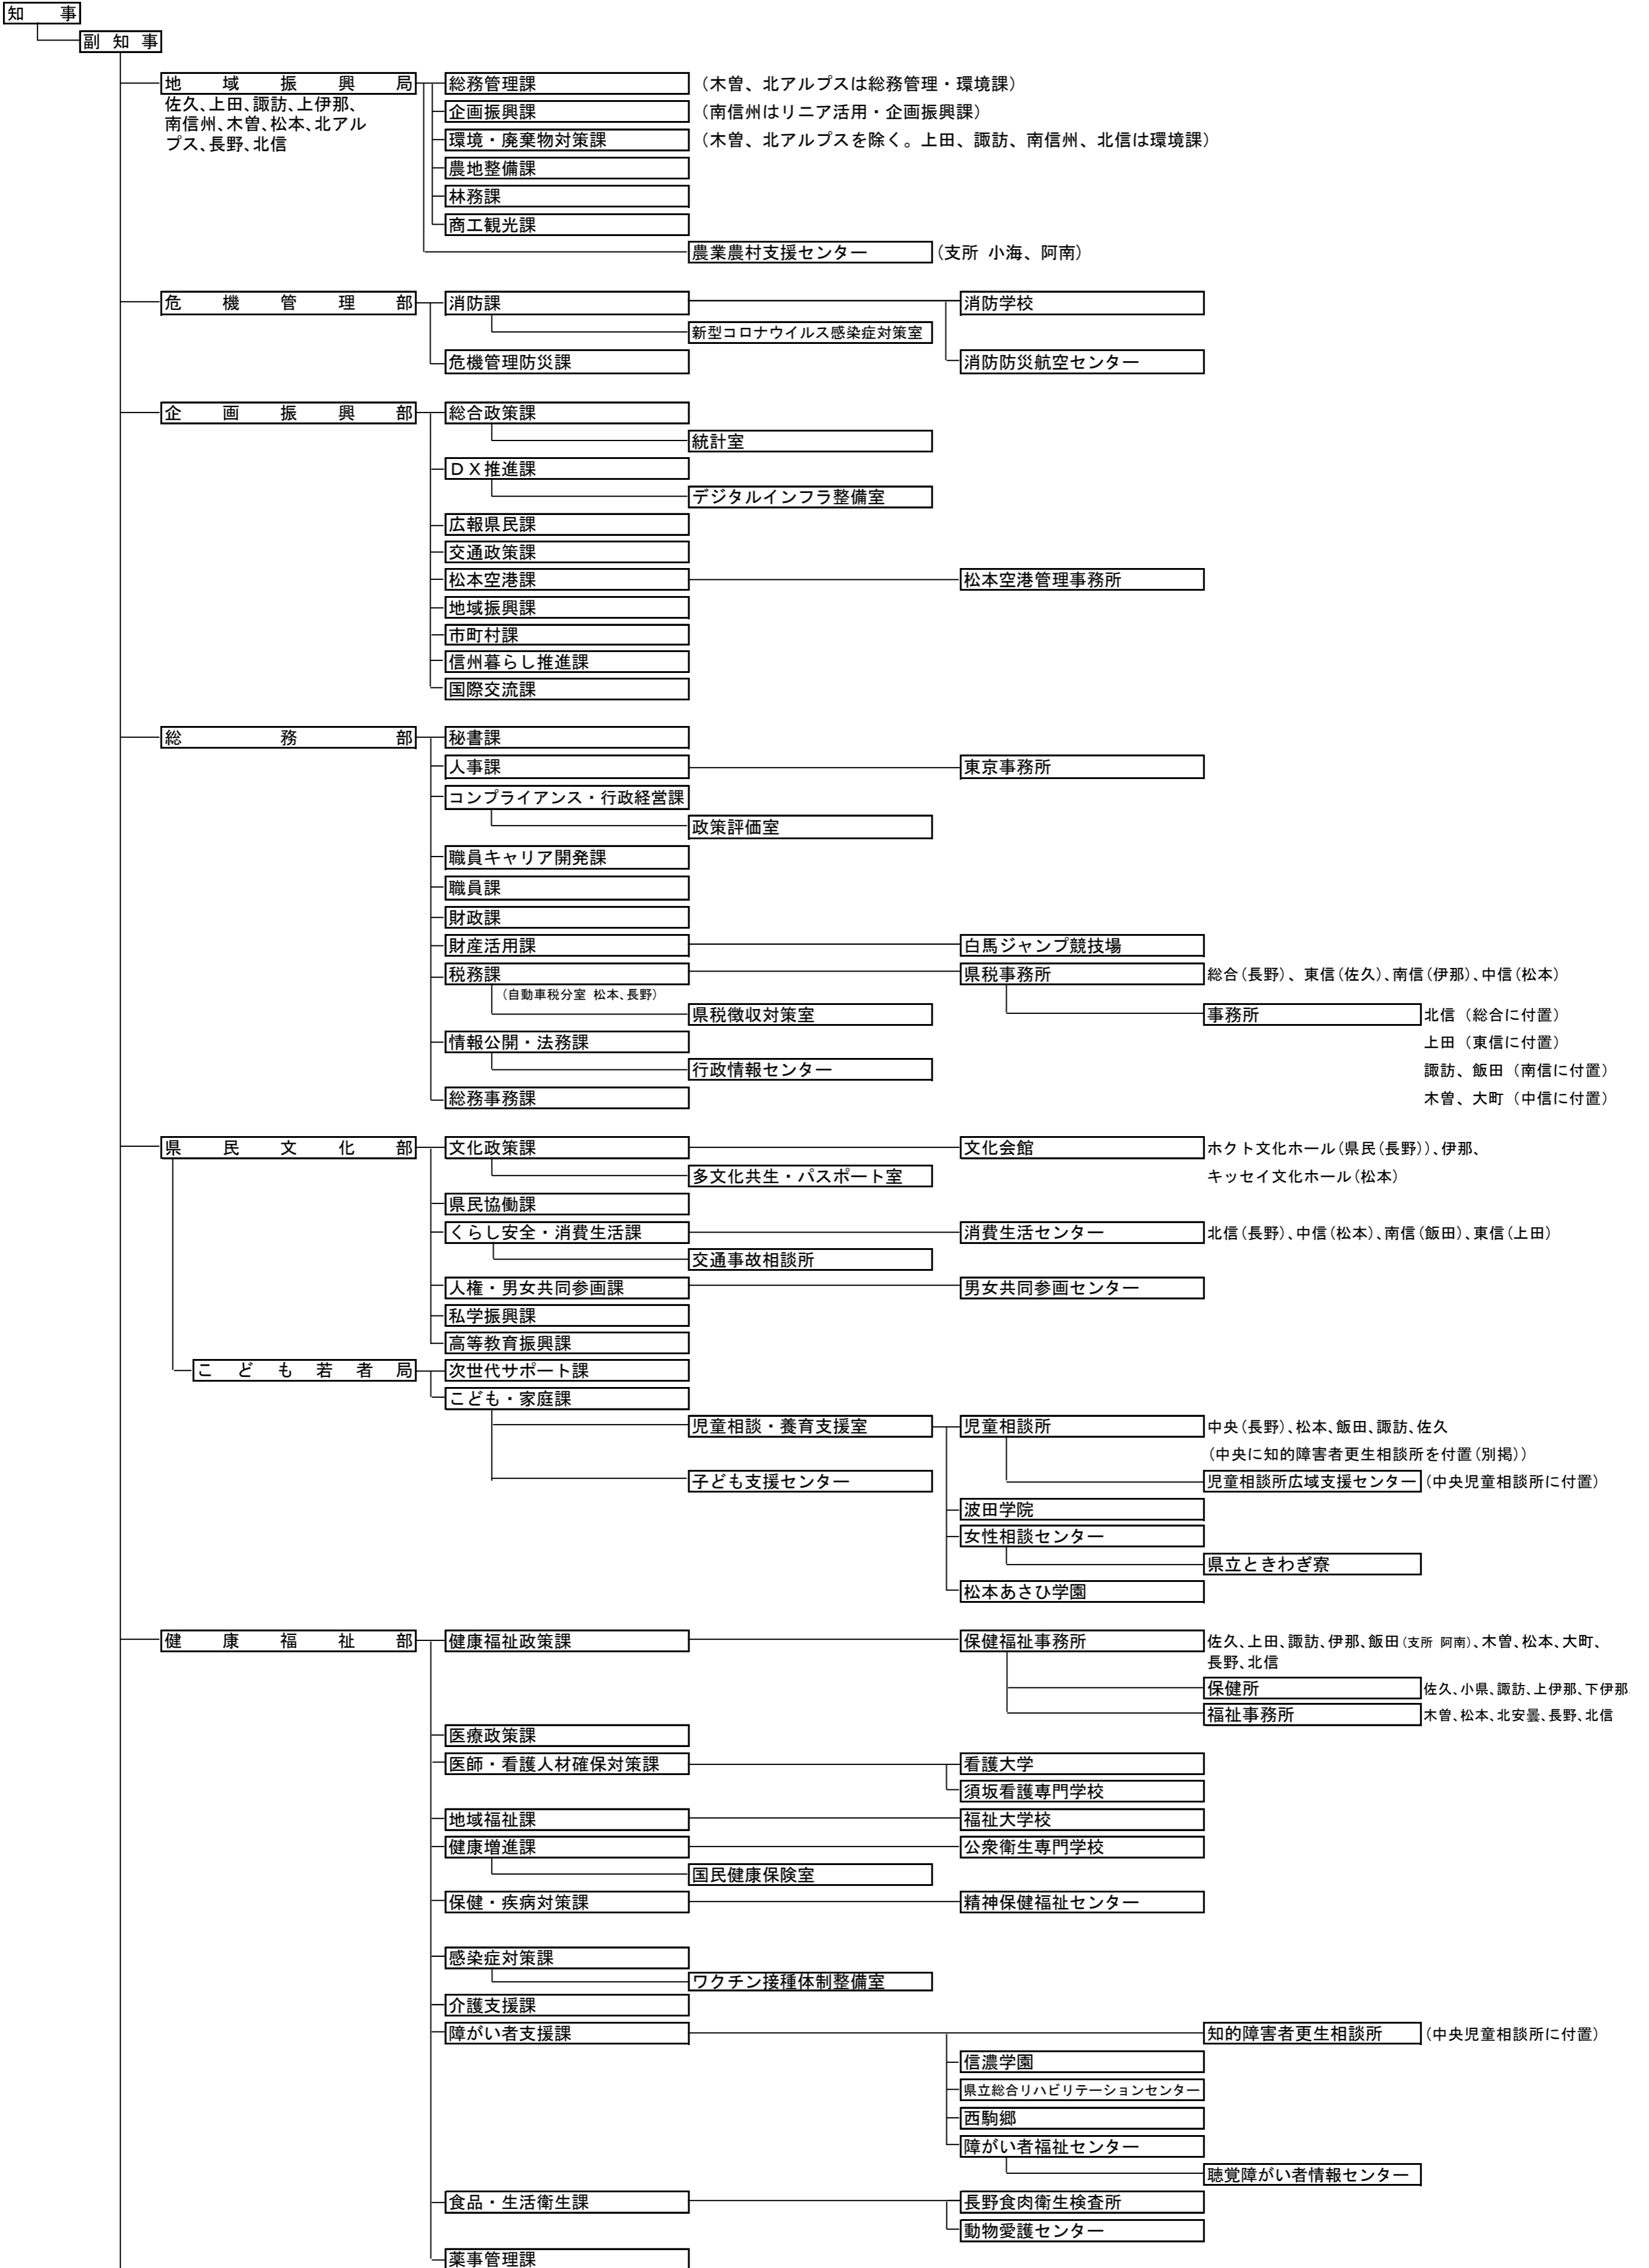 知　事
副知事
地域振興局 総務管理課 （木曽、北アルプスは総務管理・環境課）
佐久、上田、諏訪、上伊那、
南信州、木曽、松本、北アル
プス、長野、北信
企画振興課 （南信州はリニア活用・企画振興課）
環境・廃棄物対策課 （木曽、北アルプスを除く。上田、諏訪、南信州、北信は環境課）
農地整備課
林務課
商工観光課
農業農村支援センター （支所 小海、阿南）
危機管理部 消防課 消防学校
新型コロナウイルス感染症対策室
危機管理防災課 消防防災航空センター
企画振興部 総合政策課
統計室
ＤＸ推進課
デジタルインフラ整備室
広報県民課
交通政策課
松本空港課 松本空港管理事務所
地域振興課
市町村課
信州暮らし推進課
国際交流課
総務部 秘書課
人事課 東京事務所
コンプライアンス・行政経営課
政策評価室
職員キャリア開発課
職員課
財政課
財産活用課 白馬ジャンプ競技場
税務課 県税事務所 総合（長野）、東信（佐久）、南信（伊那）、中信（松本）
（自動車税分室 松本、長野）
県税徴収対策室 事務所 北信（総合に付置）
情報公開・法務課 上田（東信に付置）
行政情報センター 諏訪、飯田（南信に付置）
総務事務課 木曽、大町（中信に付置）
県民文化部 文化政策課 文化会館 ホクト文化ホール（県民（長野））、伊那、
多文化共生・パスポート室 キッセイ文化ホール（松本）
県民協働課
くらし安全・消費生活課 消費生活センター 北信（長野）、中信（松本）、南信（飯田）、東信（上田）
交通事故相談所
人権・男女共同参画課 男女共同参画センター
私学振興課
高等教育振興課
こども若者局 次世代サポート課
こども・家庭課
児童相談・養育支援室 児童相談所 中央（長野）、松本、飯田、諏訪、佐久
（中央に知的障害者更生相談所を付置（別掲））
子ども支援センター 児童相談所広域支援センター （中央児童相談所に付置）
波田学院
女性相談センター
県立ときわぎ寮
松本あさひ学園
健康福祉部 健康福祉政策課 保健福祉事務所 佐久、上田、諏訪、伊那、飯田（支所 阿南）、木曽、松本、大町、
長野、北信
保健所 佐久、小県、諏訪、上伊那、下伊那、
福祉事務所 木曽、松本、北安曇、長野、北信
医療政策課
医師・看護人材確保対策課 看護大学
須坂看護専門学校
地域福祉課 福祉大学校
健康増進課 公衆衛生専門学校
国民健康保険室
保健・疾病対策課 精神保健福祉センター
感染症対策課
ワクチン接種体制整備室
介護支援課
障がい者支援課 知的障害者更生相談所 （中央児童相談所に付置）
信濃学園
県立総合リハビリテーションセンター
西駒郷
障がい者福祉センター
聴覚障がい者情報センター
食品・生活衛生課 長野食肉衛生検査所
動物愛護センター
薬事管理課